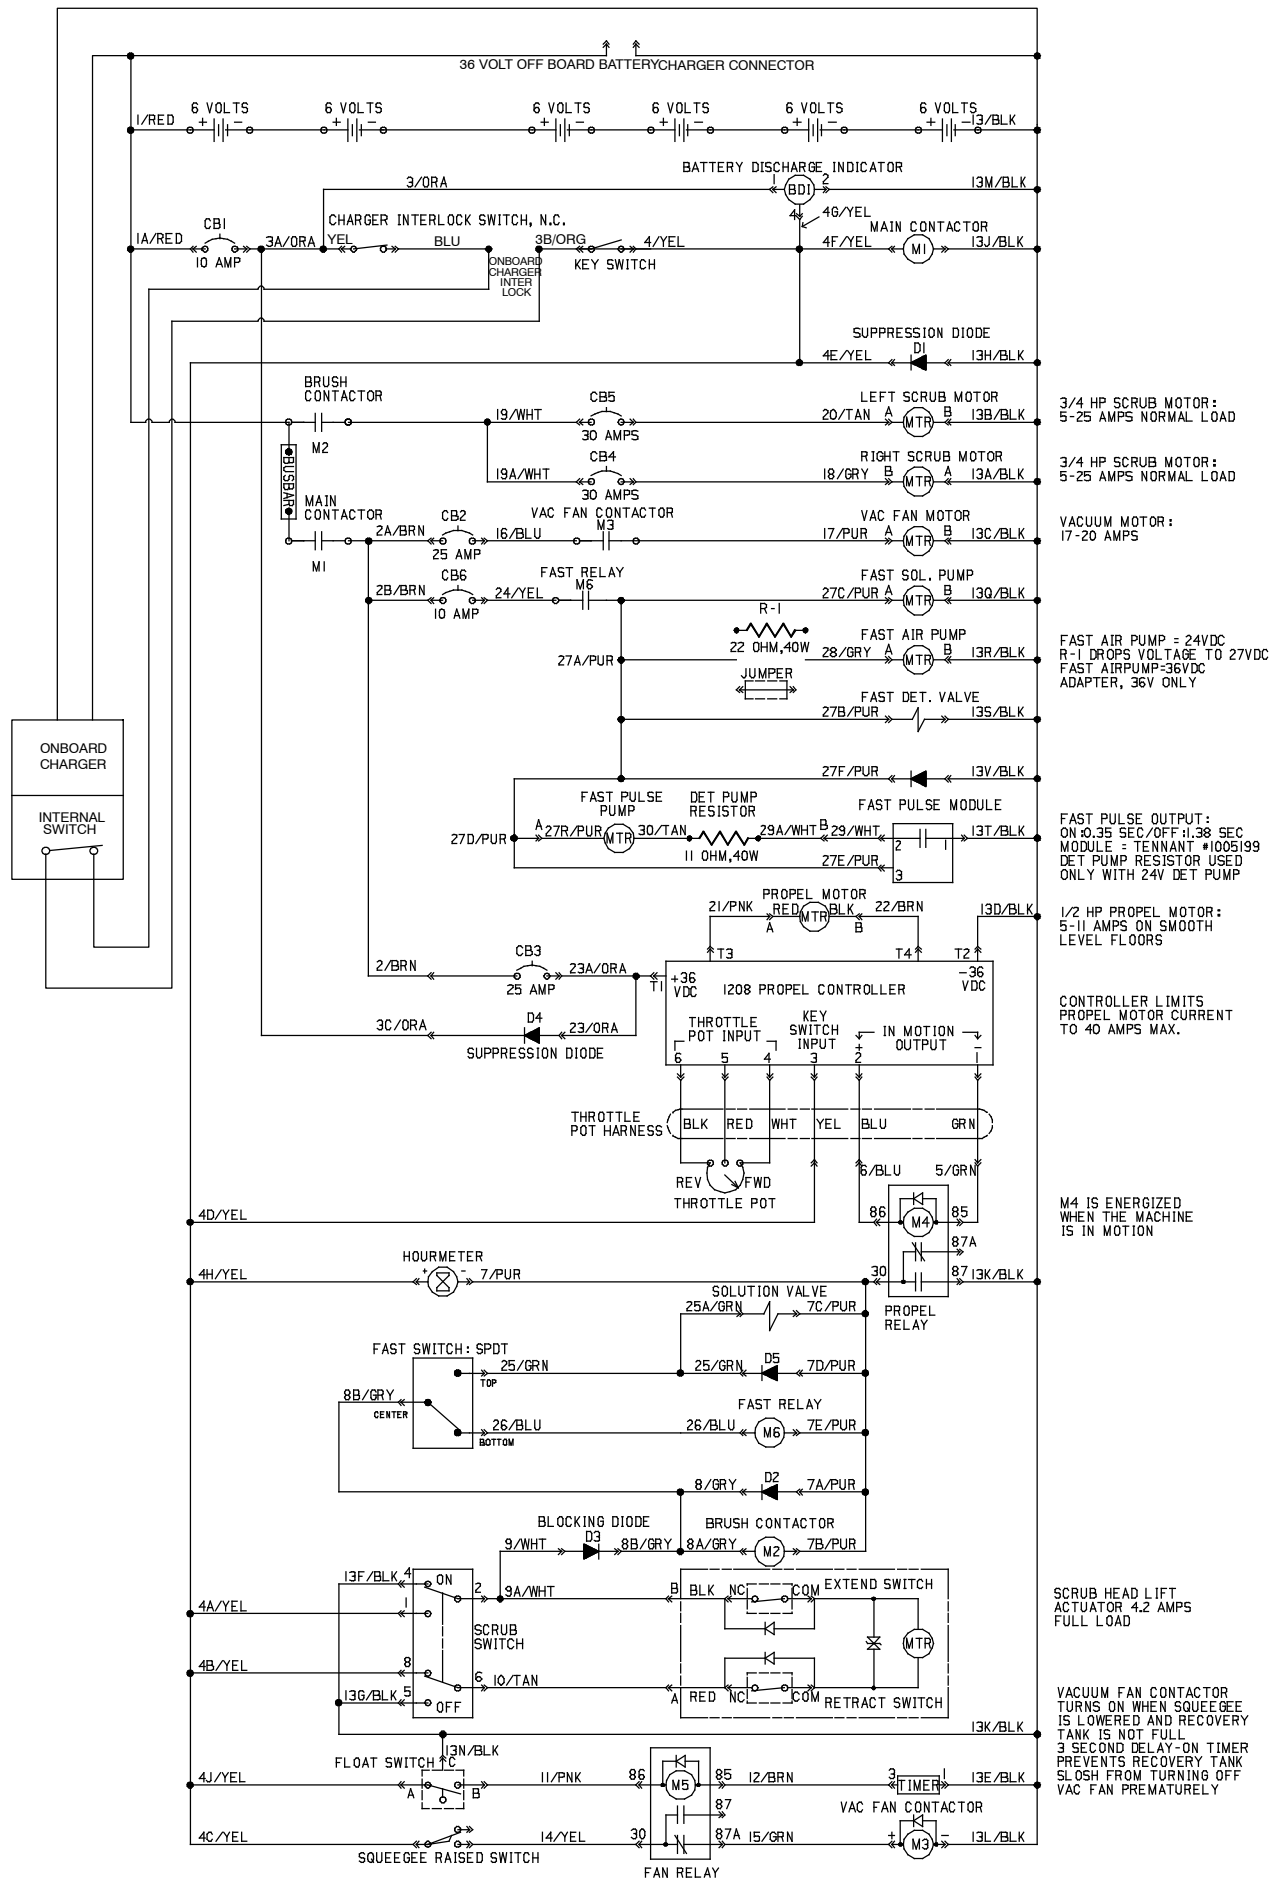 36 VOLT OFF BOARD BATTERYCHARGER CONNECTOR
6 VOLTS 6 VOLTS 6 VOLTS 6 VOLTS 6 VOLTS 6 VOLTS
1/RED + − + − + − + − + − + − 13/BLK
BATTERY DISCHARGE INDICATOR
3/ORA 1 BDI 2 13M/BLK
4 4G/YEL
CB1 CHARGER INTERLOCK SWITCH, N.C. MAIN CONTACTOR
1A/RED 3A/ORA YEL BLU 3B/ORG 4/YEL 4F/YEL M1 13J/BLK
10 AMP KEY SWITCH
ONBOARD
CHARGER
INTER
LOCK
SUPPRESSION DIODE
4E/YEL D1 13H/BLK
BRUSH
CONTACTOR
M2
LEFT SCRUB MOTOR
19/WHT CB5 20/TAN A MTR B 13B/BLK
30 AMPS
3/4 HP SCRUB MOTOR:
5-25 AMPS NORMAL LOAD
BUSBAR
RIGHT SCRUB MOTOR
19A/WHT CB4 18/GRY B MTR A 13A/BLK
30 AMPS
3/4 HP SCRUB MOTOR:
5-25 AMPS NORMAL LOAD
MAIN
CONTACTOR
M1
VAC FAN CONTACTOR VAC FAN MOTOR
2A/BRN CB2 16/BLU M3 17/PUR A MTR B 13C/BLK
25 AMP
VACUUM MOTOR:
17-20 AMPS
FAST RELAY FAST SOL. PUMP
2B/BRN CB6 24/YEL M6 27C/PUR A MTR B 13Q/BLK
10 AMP
R-1 FAST AIR PUMP
22 OHM,40W
27A/PUR 28/GRY A MTR B 13R/BLK
JUMPER
FAST AIR PUMP = 24VDC
R-1 DROPS VOLTAGE TO 27VDC
FAST AIRPUMP=36VDC
ADAPTER, 36V ONLY
FAST DET. VALVE
27B/PUR 13S/BLK
ONBOARD
CHARGER
INTERNAL
SWITCH
27F/PUR 13V/BLK
FAST PULSE
PUMP
DET PUMP
RESISTOR
FAST PULSE MODULE
27D/PUR A 27R/PUR MTR 30/TAN 29A/WHT B 29/WHT 2 1 13T/BLK
11 OHM,40W
27E/PUR 3
FAST PULSE OUTPUT:
ON:0.35 SEC/OFF:1.38 SEC
MODULE = TENNANT #1005199
DET PUMP RESISTOR USED
ONLY WITH 24V DET PUMP
PROPEL MOTOR
21/PNK RED MTR BLK 22/BRN 13D/BLK
A B
1/2 HP PROPEL MOTOR:
5-11 AMPS ON SMOOTH
LEVEL FLOORS
T3 T4 T2
2/BRN CB3 23A/ORA T1 +36
VDC
−36
VDC
25 AMP
1208 PROPEL CONTROLLER
CONTROLLER LIMITS
PROPEL MOTOR CURRENT
TO 40 AMPS MAX.
3C/ORA D4 23/ORA
SUPPRESSION DIODE
THROTTLE
POT INPUT
KEY
SWITCH
INPUT
IN MOTION
OUTPUT
+ −
6 5 4 3 2 1
THROTTLE
POT HARNESS
BLK RED WHT YEL BLU GRN
6/BLU 5/GRN
REV FWD
THROTTLE POT
4D/YEL 86 M4 85
M4 IS ENERGIZED
WHEN THE MACHINE
IS IN MOTION
87A
HOURMETER
4H/YEL + − 7/PUR 30 87 13K/BLK
PROPEL
RELAY
SOLUTION VALVE
25A/GRN 7C/PUR
FAST SWITCH: SPDT
25/GRN 25/GRN D5 7D/PUR
TOP
8B/GRY
CENTER
FAST RELAY
26/BLU 26/BLU M6 7E/PUR
BOTTOM
8/GRY D2 7A/PUR
BLOCKING DIODE BRUSH CONTACTOR
9/WHT D3 8B/GRY 8A/GRY M2 7B/PUR
13F/BLK 4 ON 2 9A/WHT B BLK NC COM EXTEND SWITCH
4A/YEL 1
SCRUB
SWITCH
MTR
SCRUB HEAD LIFT
ACTUATOR 4.2 AMPS
FULL LOAD
4B/YEL 8 6 10/TAN A RED NC COM RETRACT SWITCH
13G/BLK 5 OFF
13K/BLK
VACUUM FAN CONTACTOR
TURNS ON WHEN SQUEEGEE
IS LOWERED AND RECOVERY
TANK IS NOT FULL
3 SECOND DELAY-ON TIMER
PREVENTS RECOVERY TANK
SLOSH FROM TURNING OFF
VAC FAN PREMATURELY
13N/BLK
FLOAT SWITCH C
4J/YEL A B 11/PNK 86 M5 85 12/BRN 3 TIMER 1 13E/BLK
87
VAC FAN CONTACTOR
4C/YEL 14/YEL 30 87A 15/GRN + M3 − 13L/BLK
SQUEEGEE RAISED SWITCH
FAN RELAY